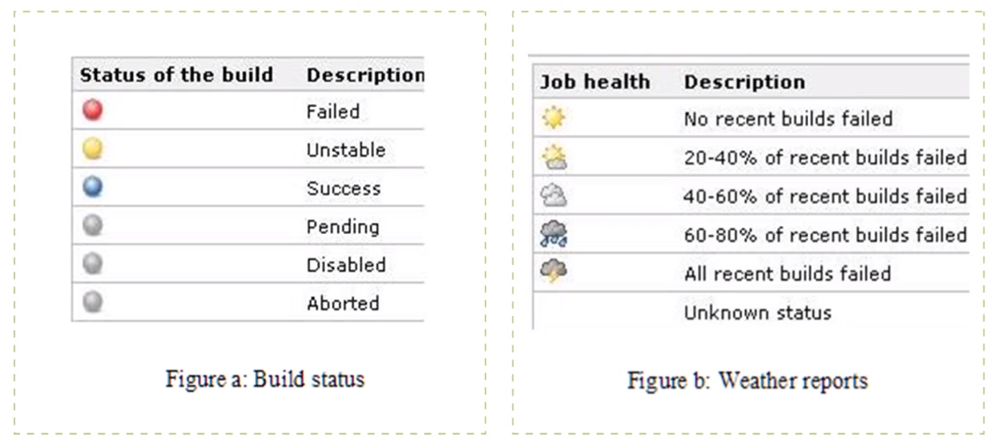 Status of the build Description
Failed
Unstable
Success
Pending
Disabled
Aborted
Figure a: Build status
Job health Description
No recent builds failed
20-40% of recent builds failed
40-60% of recent builds failed
60-80% of recent builds failed
All recent builds failed
Unknown status
Figure b: Weather reports